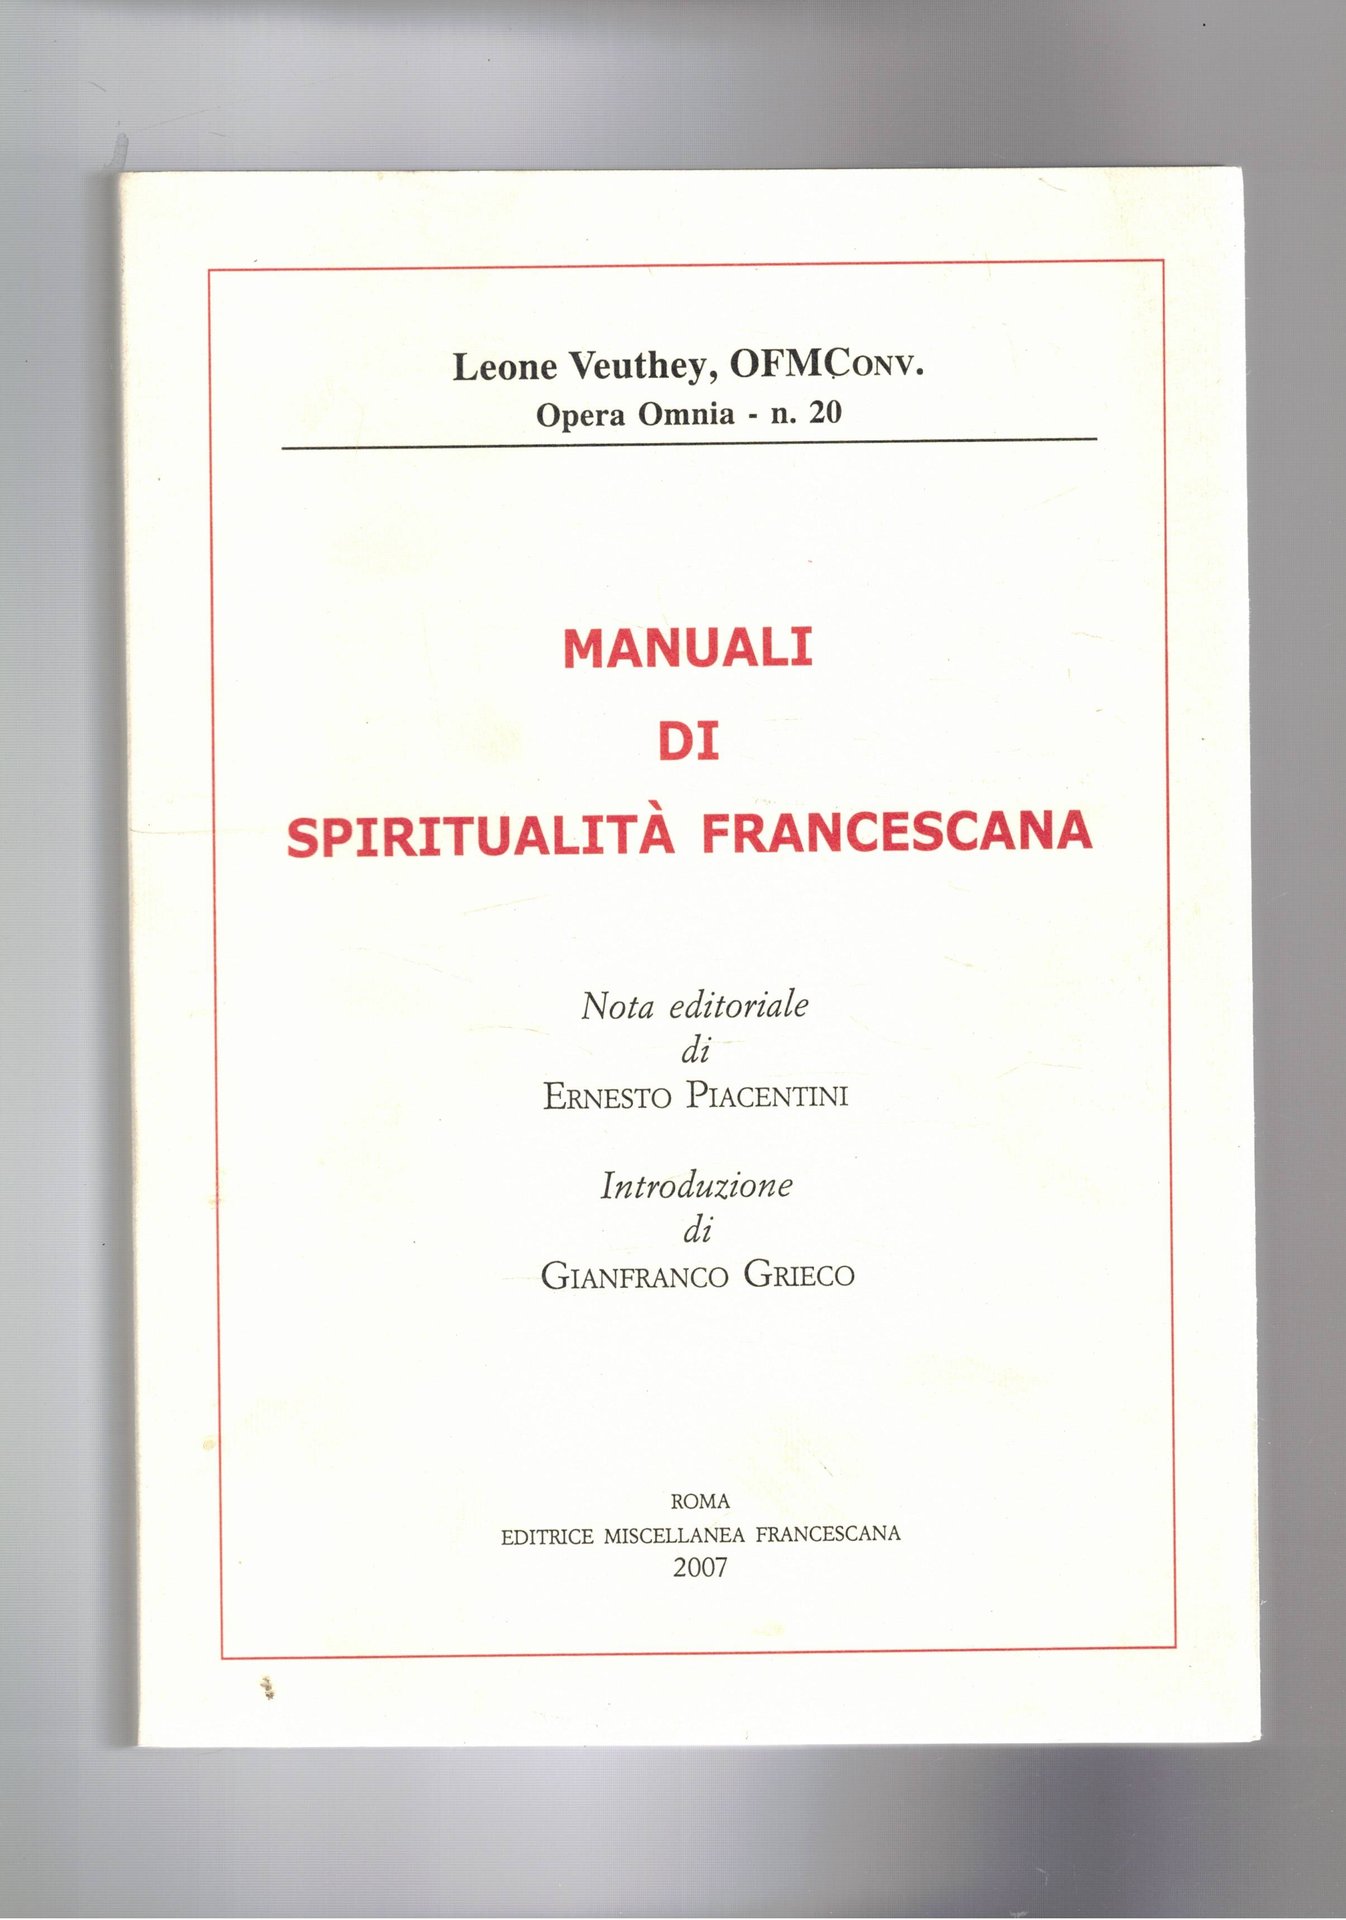 Leone Veuthey, OFMCONV.
Opera Omnia - n. 20
MANUALI
DI
SPIRITUALITÀ FRANCESCANA
Nota editoriale
di
ERNESTO PIACENTINI
Introduzione
di
GIANFRANCO GRIECO
ROMA
EDITRICE MISCELLANEA FRANCESCANA
2007